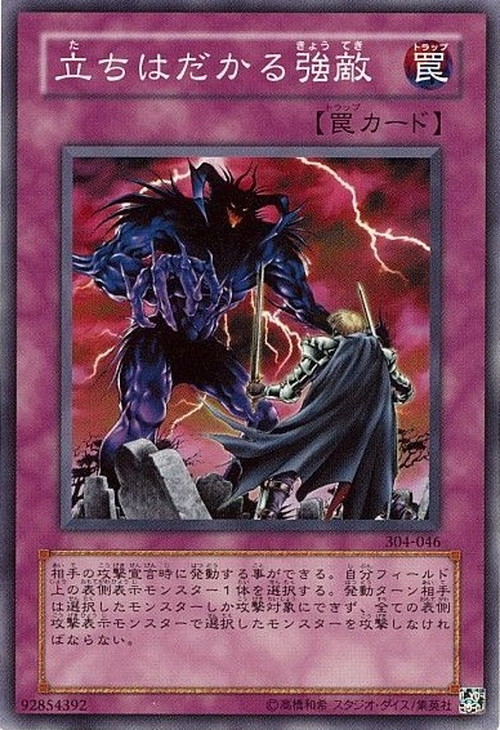 立ちはだかる強敵 罠
【罠カード】
304-046
相手の攻撃宣言時に発動する事ができる。自分フィールド
上の表側表示モンスター1体を選択する。発動ターン相手
は選択したモンスターしか攻撃対象にできず、全ての表側
攻撃表示モンスターで選択したモンスターを攻撃しなけれ
ばならない。
92854392 ©高橋和希 スタジオ・ダイス/集英社